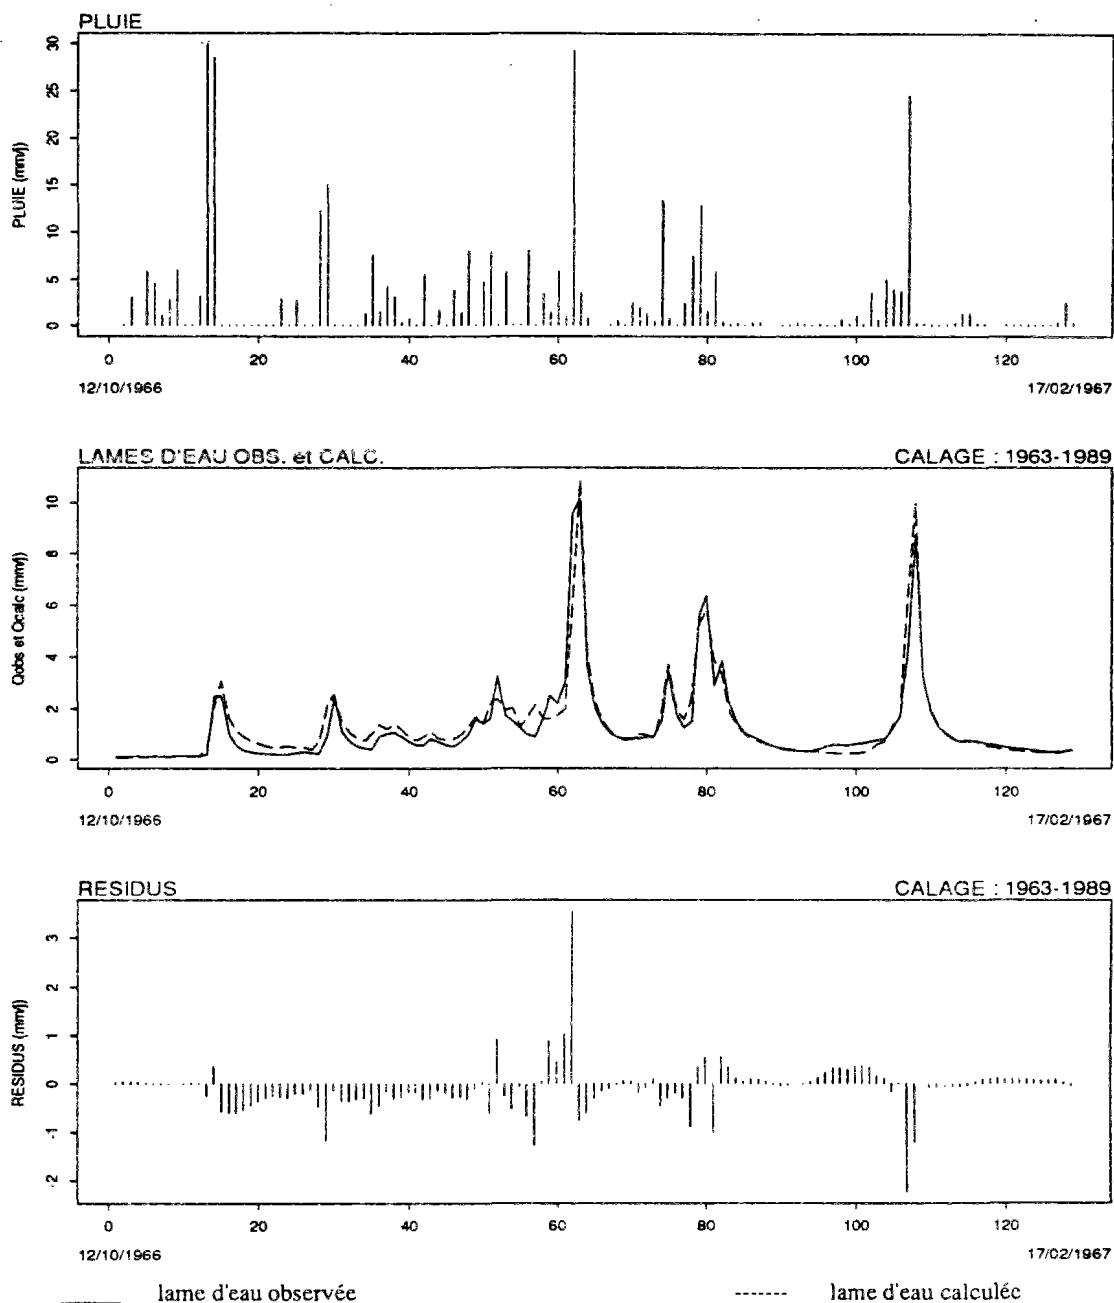 PLUIE
30
25
20
15
10
5
0
PLUIE (mm/j)
0 20 40 60 80 100 120
12/10/1966 17/02/1967
LAMES D'EAU OBS. et CALC. CALAGE : 1963-1989
10
8
6
4
2
0
Qobs et Qcalc (mm/j)
0 20 40 60 80 100 120
12/10/1966 17/02/1967
RESIDUS CALAGE : 1963-1989
3
2
1
0
-1
-2
RESIDUS (mm/j)
0 20 40 60 80 100 120
12/10/1966 17/02/1967
lame d'eau observée lame d'eau calculée